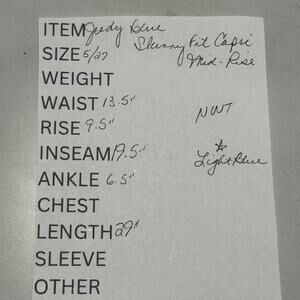 ITEM Judy Blue
Skinny Fit Capri
SIZE 5/27
Mid-Rise
WEIGHT
WAIST 13.5"
NWT
RISE 9.5"
INSEAM 19.5"
☆
Light Blue
ANKLE 6.5"
CHEST
LENGTH 29"
SLEEVE
OTHER